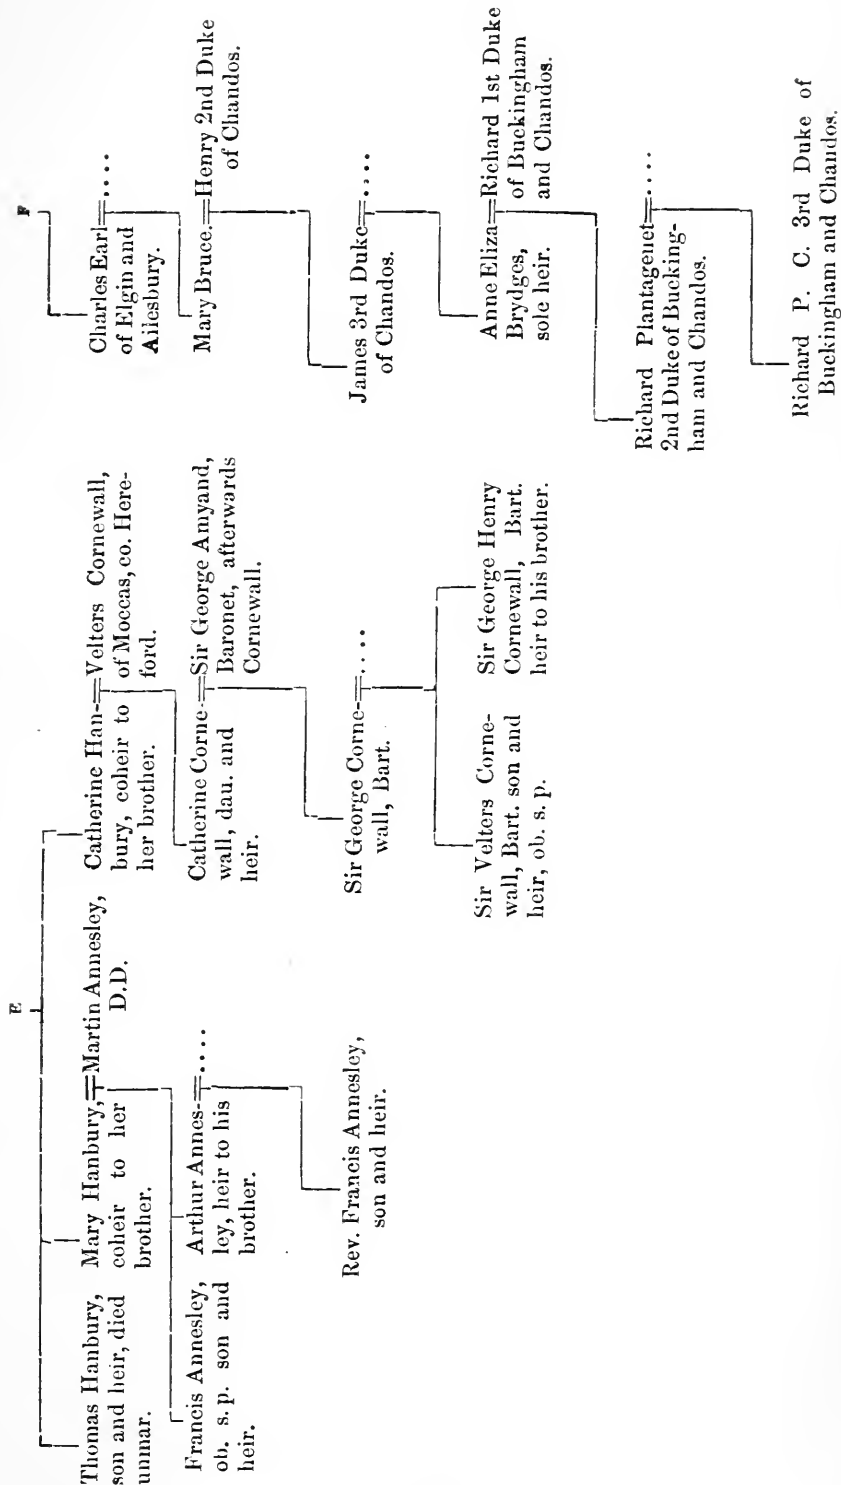 E
Thomas Hanbury,
son and heir, died
unmar.
Mary Hanbury,=Martin Annesley,
coheir to her
brother.
D.D.
Catherine Han-=Velters Cornewall,
bury, coheir to
her brother.
of Moccas, co. Here-
ford.
Francis Annesley,
ob. s. p. son and
heir.
Arthur Annes-=....
ley, heir to his
brother.
Catherine Corne-=Sir George Amyand,
wall, dau. and
heir.
Baronet, afterwards
Cornewall.
Rev. Francis Annesley,
son and heir.
Sir George Corne-=....
wall, Bart.
Sir Velters Corne-
wall, Bart. son and
heir, ob. s. p.
Sir George Henry
Cornewall, Bart.
heir to his brother.
F
Charles Earl=....
of Elgin and
Ailesbury.
Mary Bruce.=Henry 2nd Duke
of Chandos.
James 3rd Duke=....
of Chandos.
Anne Eliza=Richard 1st Duke
Brydges,
sole heir.
of Buckingham
and Chandos.
Richard Plantagenet=....
2nd Duke of Bucking-
ham and Chandos.
Richard P. C. 3rd Duke of
Buckingham and Chandos.